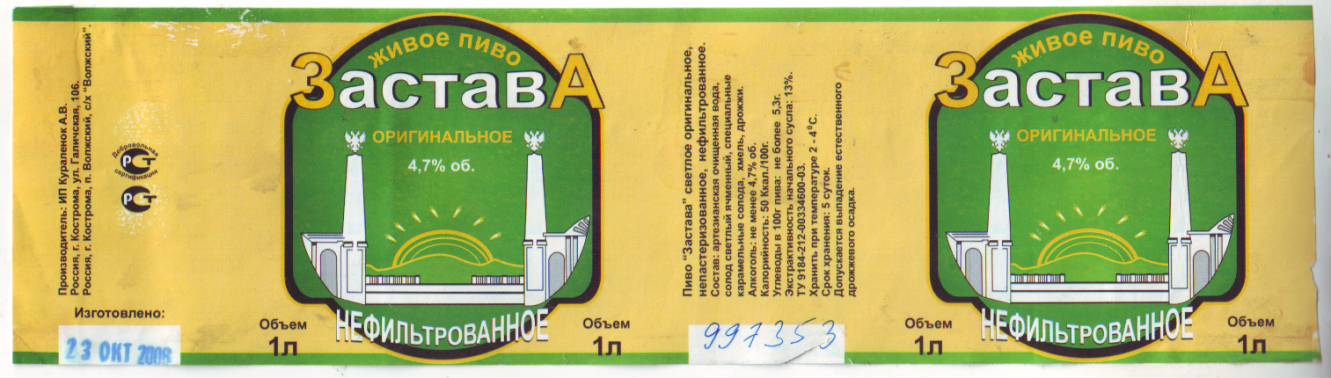 Производитель: ИП Кураленок А.В.
Россия, г. Кострома, ул. Галичская, 106.
Россия, г. Кострома, п. Волжский, с/х "Волжский".
Добровольная
РСТ
сертификация
РСТ
Изготовлено:
23 ОКТ 2008
ЖИВОЕ ПИВО
ЗаставА
ОРИГИНАЛЬНОЕ
4,7% об.
НЕФИЛЬТРОВАННОЕ
Объем
1л
Объем
1л
Пиво "Застава" светлое оригинальное,
непастеризованное, нефильтрованное.
Состав: артезианская очищенная вода,
солод светлый ячменный, специальные
карамельные солода, хмель, дрожжи.
Алкоголь: не менее 4,7% об.
Калорийность: 50 Ккал./100г.
Углеводы в 100г пива: не более 5,3г.
Экстрактивность начального сусла: 13%.
ТУ 9184-212-00334600-03.
Хранить при температуре 2 - 4 °С.
Срок хранения: 5 суток.
Допускается выпадение естественного
дрожжевого осадка.
997353
ЖИВОЕ ПИВО
ЗаставА
ОРИГИНАЛЬНОЕ
4,7% об.
НЕФИЛЬТРОВАННОЕ
Объем
1л
Объем
1л